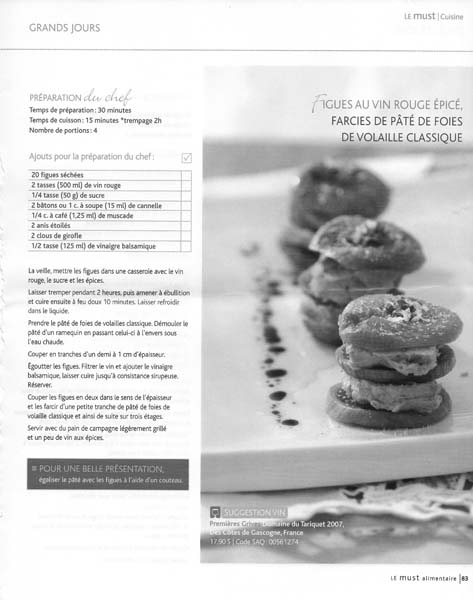 LE must | Cuisine
GRANDS JOURS
PRÉPARATION du chef
Temps de préparation : 30 minutes
Temps de cuisson : 15 minutes *trempage 2h
Nombre de portions : 4
Ajouts pour la préparation du chef :
20 figues séchées
2 tasses (500 ml) de vin rouge
1/4 tasse (50 g) de sucre
2 bâtons ou 1 c. à soupe (15 ml) de cannelle
1/4 c. à café (1,25 ml) de muscade
2 anis étoilés
2 clous de girofle
1/2 tasse (125 ml) de vinaigre balsamique
La veille, mettre les figues dans une casserole avec le vin
rouge, le sucre et les épices.
Laisser tremper pendant 2 heures, puis amener à ébullition
et cuire ensuite à feu doux 10 minutes. Laisser refroidir
dans le liquide.
Prendre le pâté de foies de volailles classique. Démouler le
pâté d'un ramequin en passant celui-ci à l'envers sous
l'eau chaude.
Couper en tranches d'un demi à 1 cm d'épaisseur.
Égoutter les figues. Filtrer le vin et ajouter le vinaigre
balsamique, laisser cuire jusqu'à consistance sirupeuse.
Réserver.
Couper les figues en deux dans le sens de l'épaisseur
et les farcir d'une petite tranche de pâté de foies de
volaille classique et ainsi de suite sur trois étages.
Servir avec du pain de campagne légèrement grillé
et un peu de vin aux épices.
POUR UNE BELLE PRÉSENTATION,
égaliser le pâté avec les figues à l'aide d'un couteau.
FIGUES AU VIN ROUGE ÉPICÉ,
FARCIES DE PÂTÉ DE FOIES
DE VOLAILLE CLASSIQUE
SUGGESTION VIN
Premières Grives, Domaine du Tariquet 2007,
Des Côtes de Gascogne, France
17,90 $ | Code SAQ : 00561274
LE must alimentaire | 83